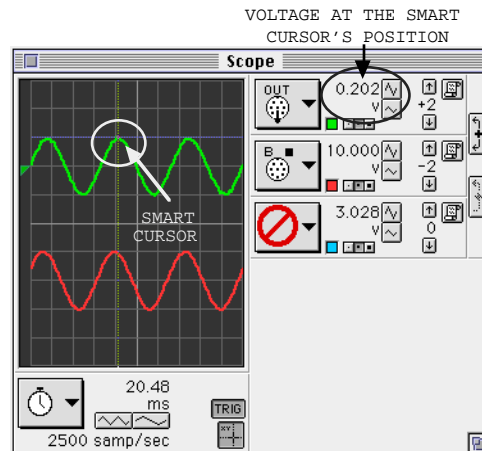 VOLTAGE AT THE SMART
CURSOR'S POSITION
Scope
OUT
0.202
V
+2
B
10.000
V
-2
3.028
V
0
SMART
CURSOR
20.48
ms
2500 samp/sec
TRIG
XY